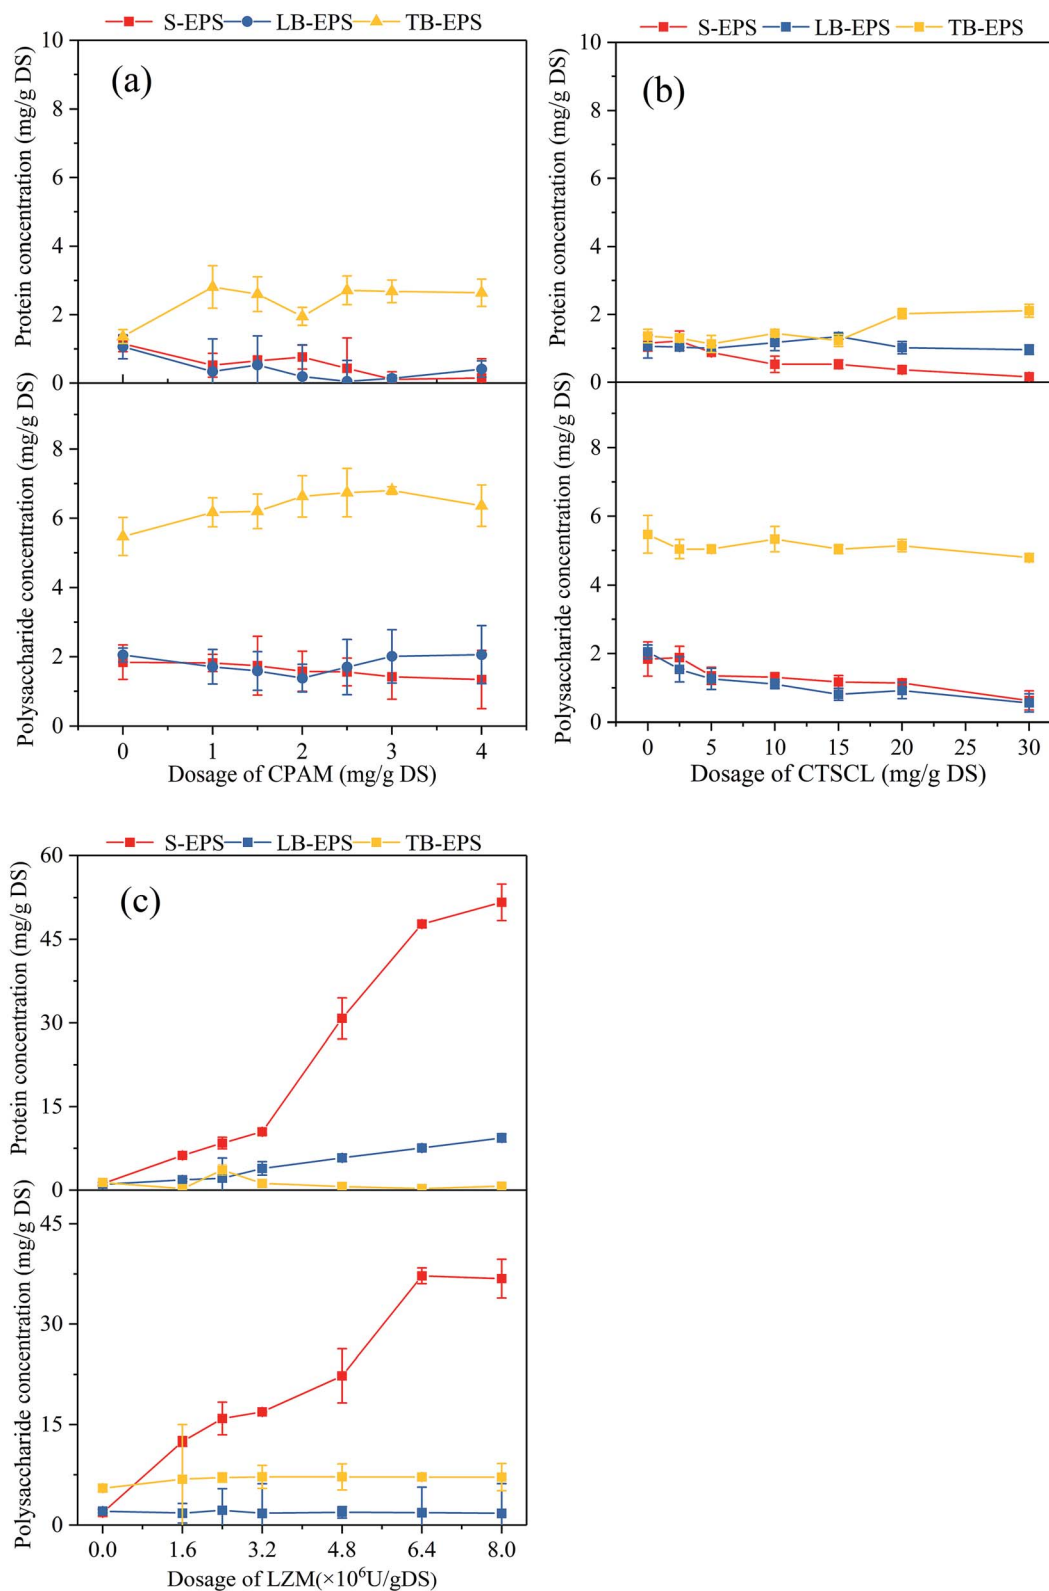 S-EPS LB-EPS TB-EPS
(a)
Protein concentration (mg/g DS)
10
8
6
4
2
0
Polysaccharide concentration (mg/g DS)
8
6
4
2
0
0 1 2 3 4
Dosage of CPAM (mg/g DS)
S-EPS LB-EPS TB-EPS
(b)
Protein concentration (mg/g DS)
10
8
6
4
2
0
Polysaccharide concentration (mg/g DS)
8
6
4
2
0
0 5 10 15 20 25 30
Dosage of CTSCL (mg/g DS)
S-EPS LB-EPS TB-EPS
(c)
Protein concentration (mg/g DS)
60
45
30
15
0
Polysaccharide concentration (mg/g DS)
45
30
15
0
0.0 1.6 3.2 4.8 6.4 8.0
Dosage of LZM(×10⁶U/gDS)